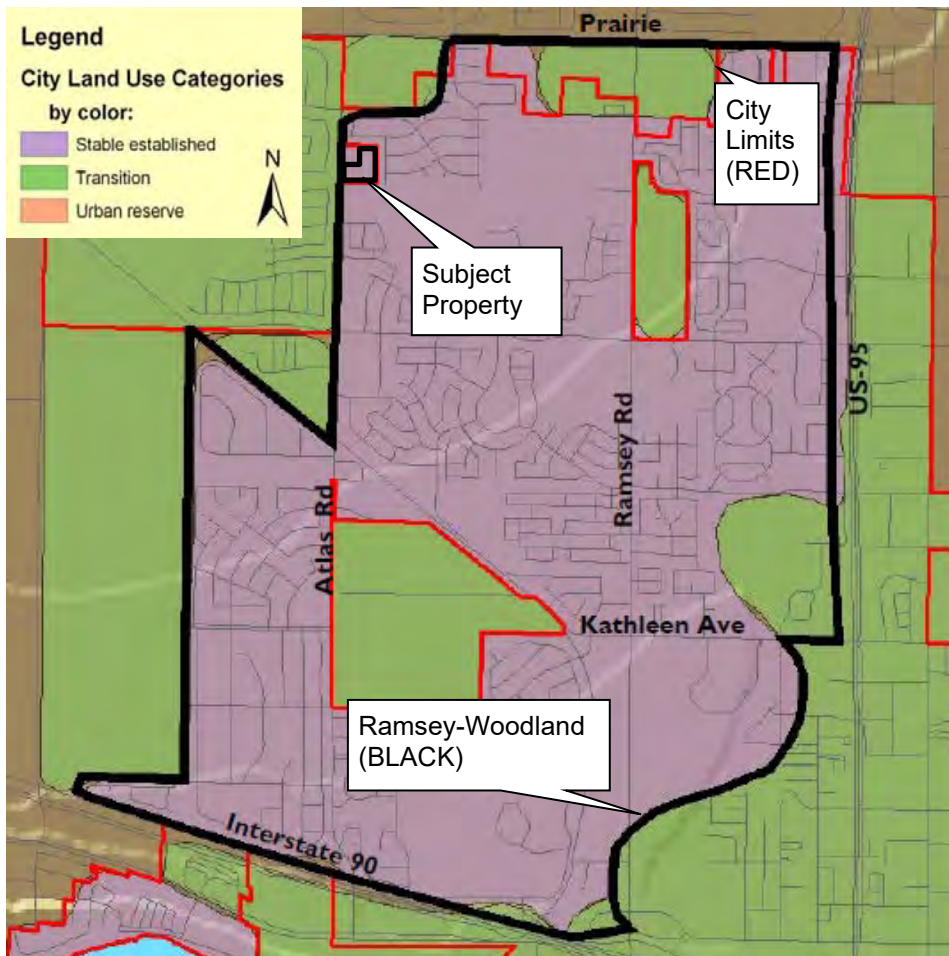 Legend
City Land Use Categories
by color:
Stable established
Transition
Urban reserve
N
Prairie
City
Limits
(RED)
Subject
Property
US-95
Ramsey Rd
Atlas Rd
Kathleen Ave
Ramsey-Woodland
(BLACK)
Interstate 90